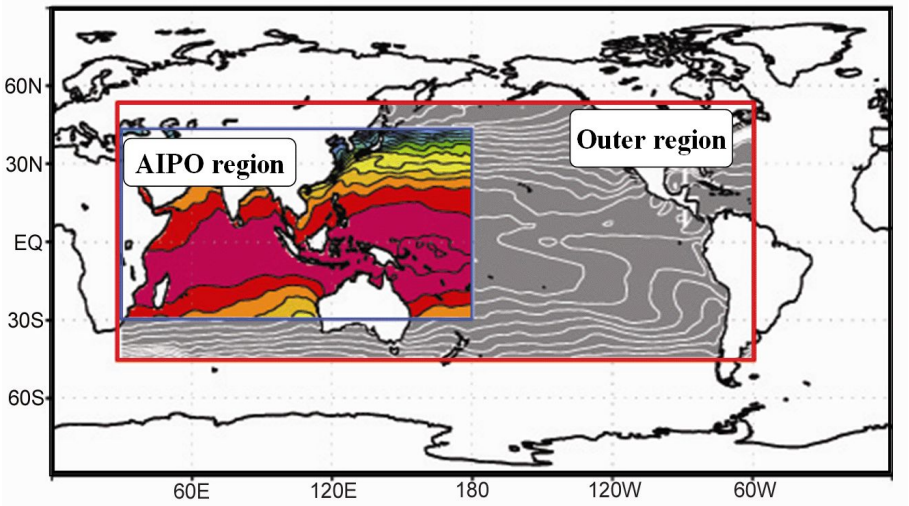 60N
30N
EQ
30S
60S
AIPO region
Outer region
60E
120E
180
120W
60W